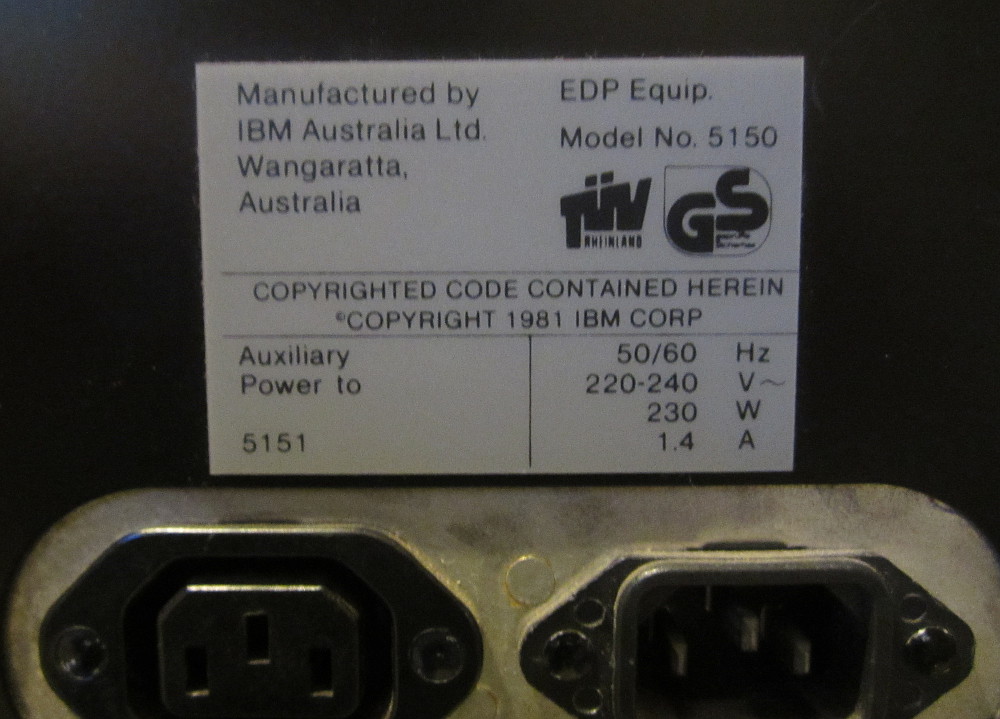 Manufactured by
IBM Australia Ltd.
Wangaratta,
Australia
EDP Equip.
Model No. 5150
TÜV
RHEINLAND
GS
COPYRIGHTED CODE CONTAINED HEREIN
©COPYRIGHT 1981 IBM CORP
Auxiliary
Power to
5151
50/60 Hz
220-240 V~
230 W
1.4 A